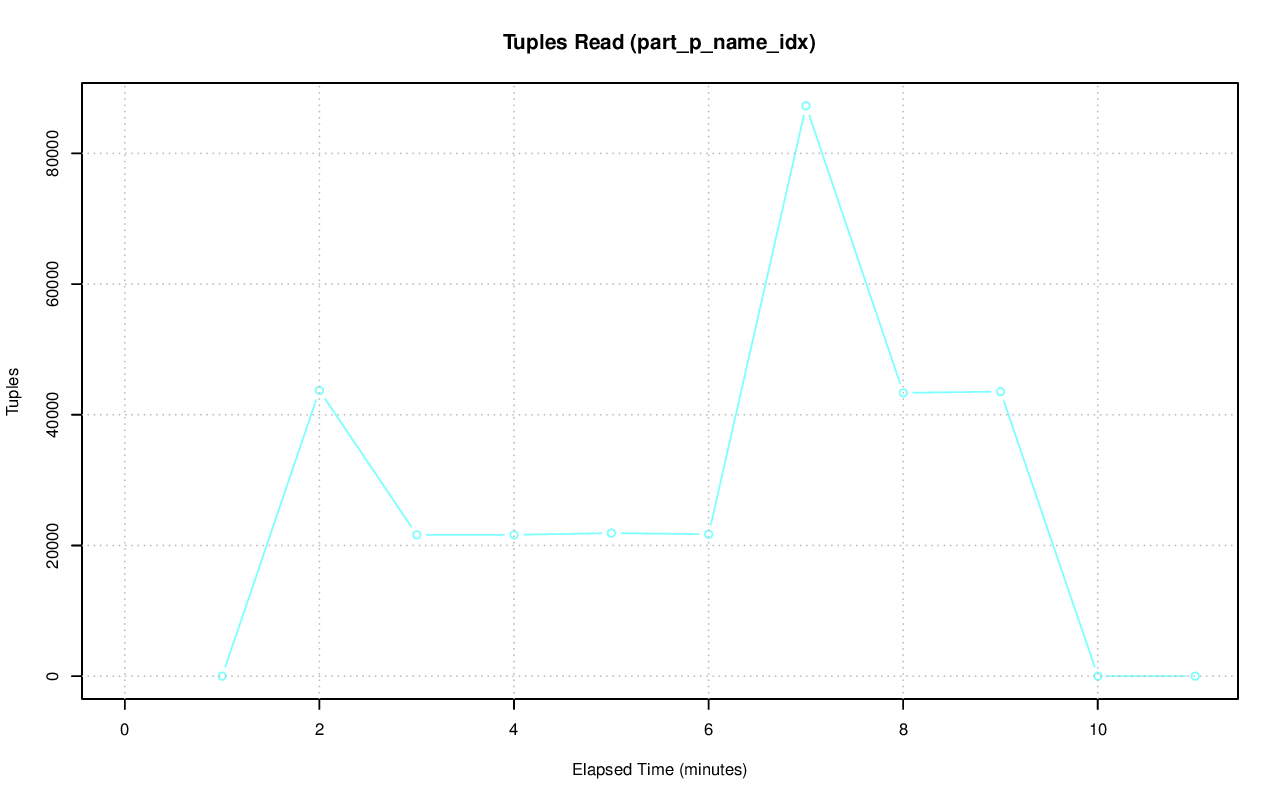 Tuples Read (part_p_name_idx)
Tuples
80000
60000
40000
20000
0
0 2 4 6 8 10
Elapsed Time (minutes)